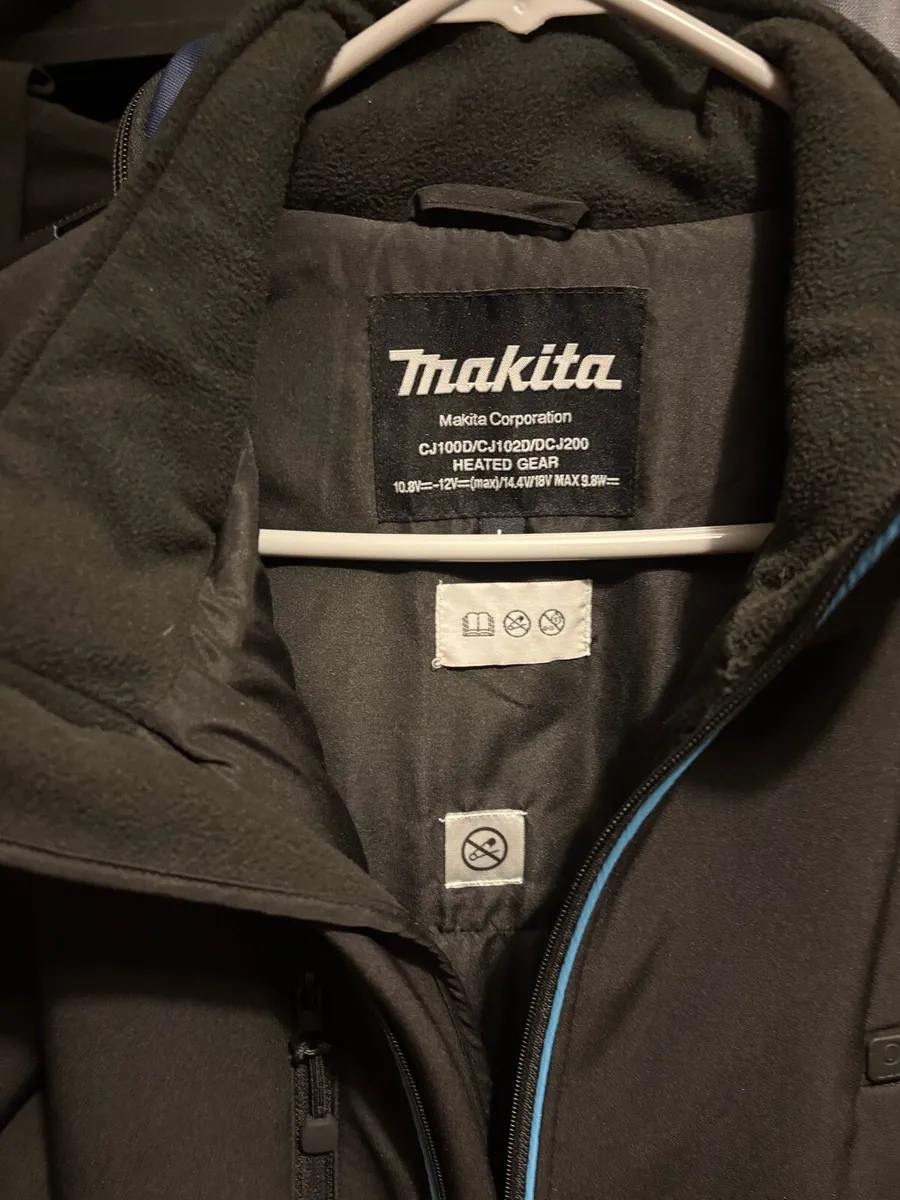 makita
Makita Corporation
CJ100D/CJ102D/DCJ200
HEATED GEAR
10.8V⎓-12V⎓(max)/14.4V/18V MAX 9.8W⎓